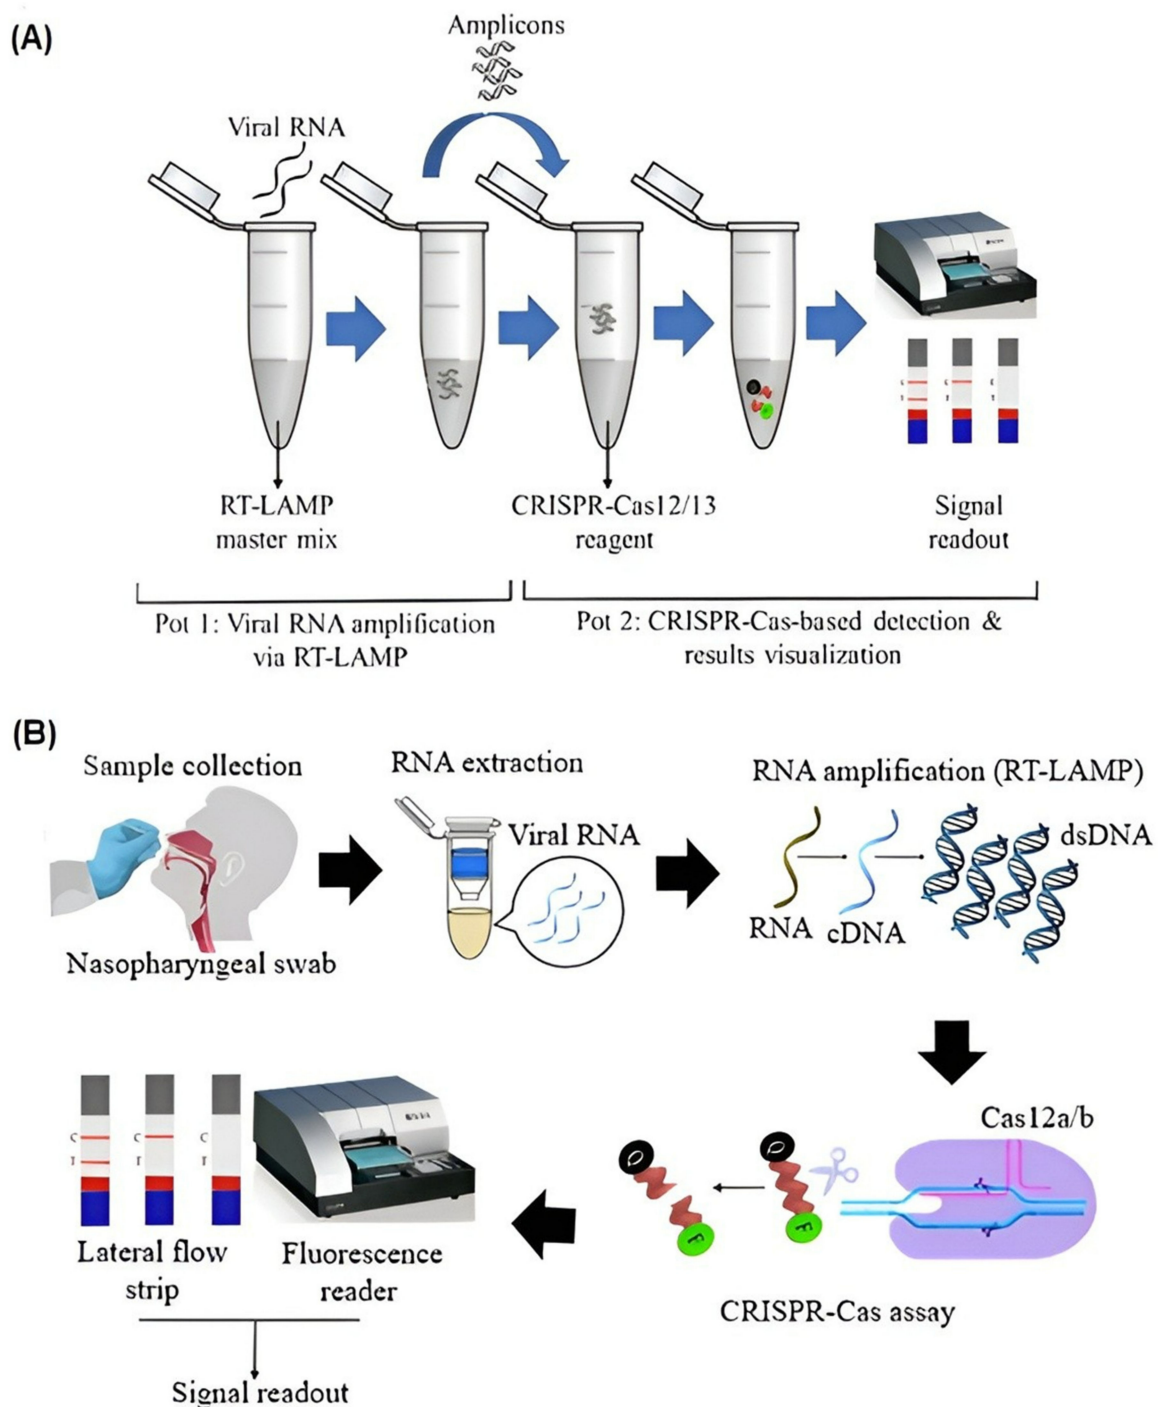 (A)
Amplicons
Viral RNA
RT-LAMP
master mix
CRISPR-Cas12/13
reagent
Signal
readout
Pot 1: Viral RNA amplification
via RT-LAMP
Pot 2: CRISPR-Cas-based detection &
results visualization
(B)
Sample collection
Nasopharyngeal swab
RNA extraction
Viral RNA
RNA amplification (RT-LAMP)
dsDNA
RNA
cDNA
Cas12a/b
Q
Q
F
F
CRISPR-Cas assay
C
C
C
T
T
T
Lateral flow
strip
Fluorescence
reader
Signal readout